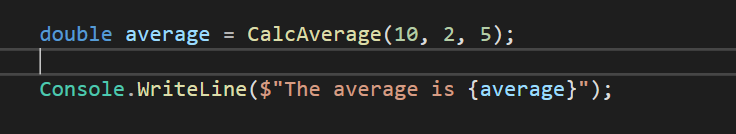 double average = CalcAverage(10, 2, 5);
Console.WriteLine($"The average is {average}");